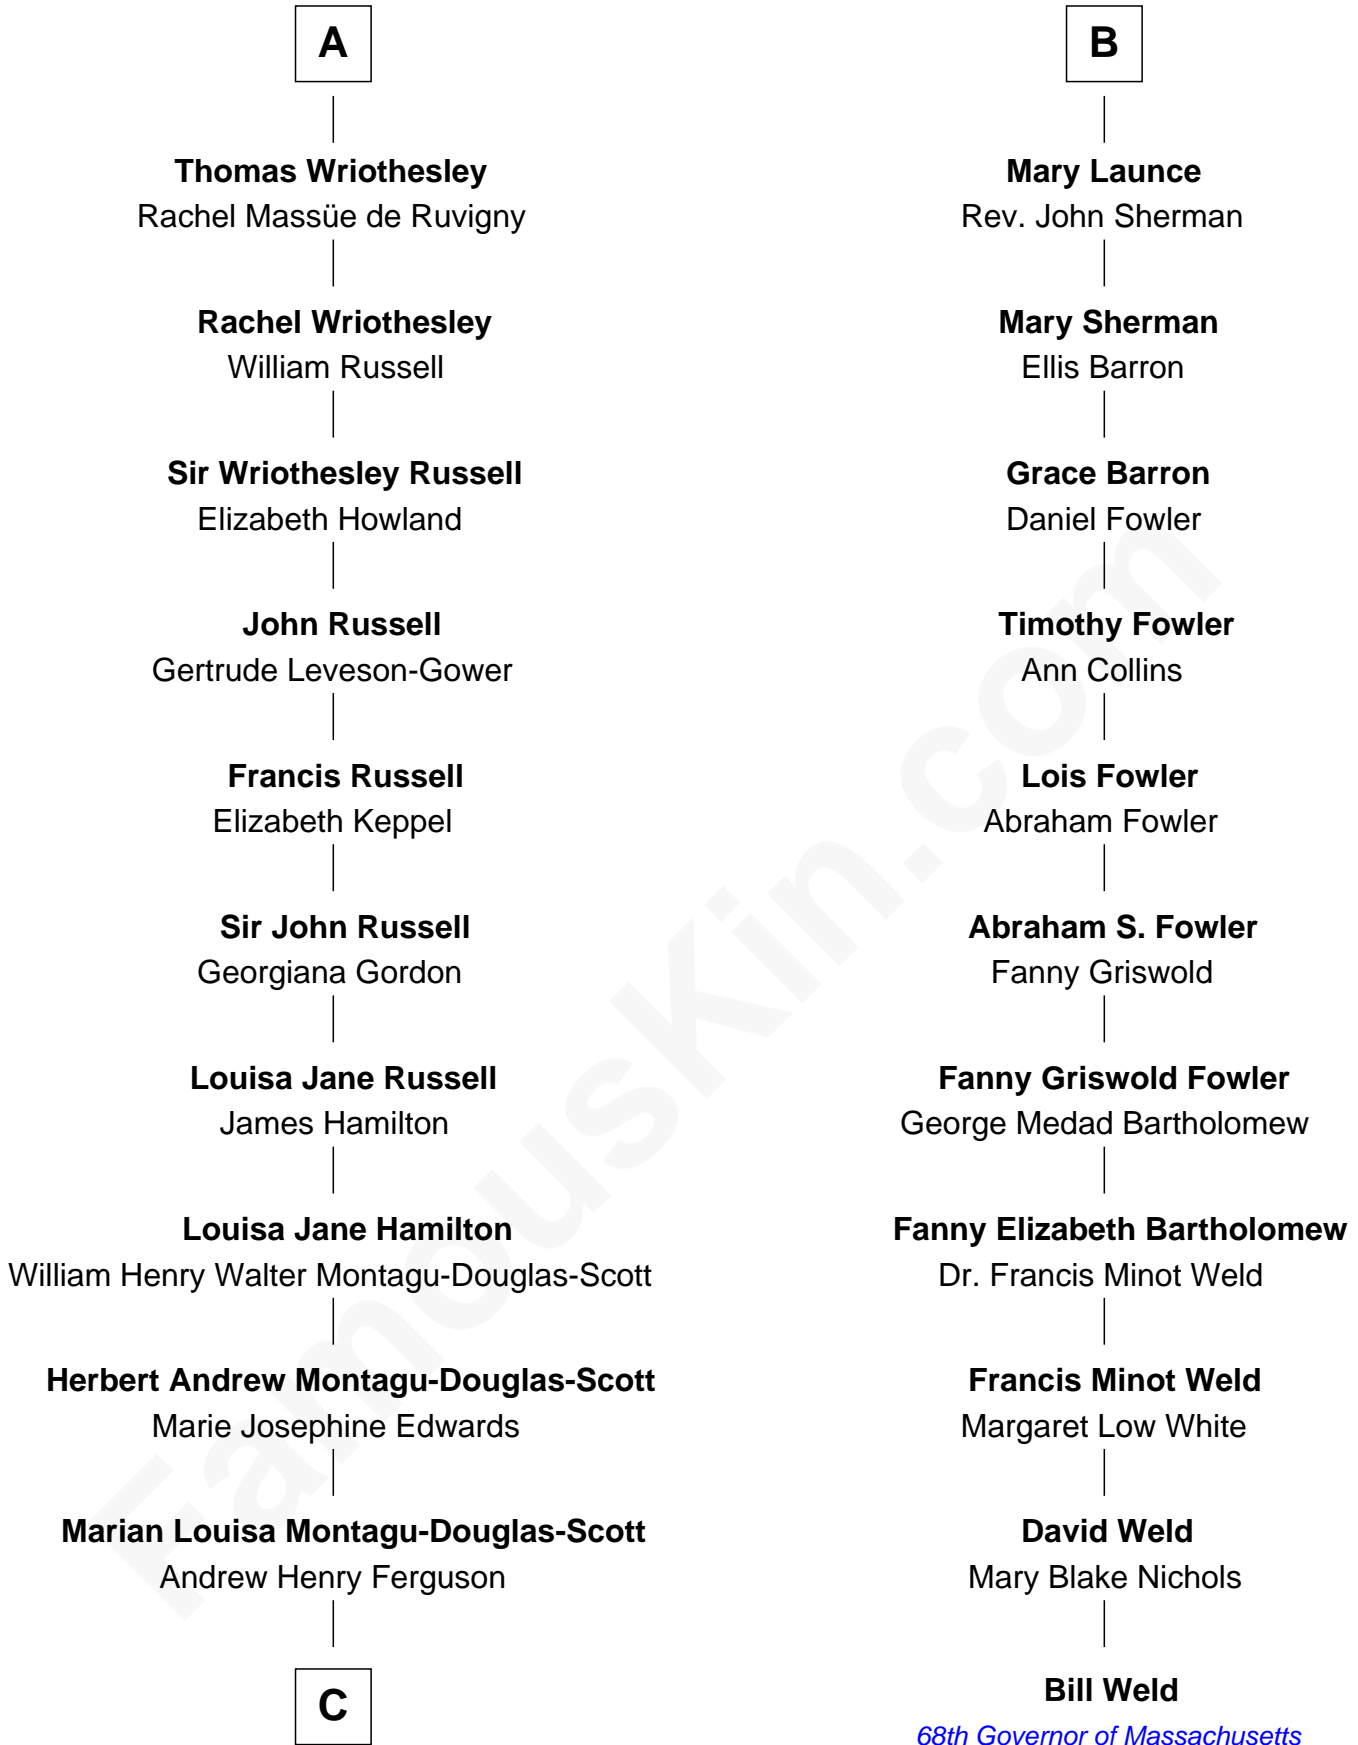 A
Thomas Wriothesley
Rachel Massüe de Ruvigny
Rachel Wriothesley
William Russell
Sir Wriothesley Russell
Elizabeth Howland
John Russell
Gertrude Leveson-Gower
Francis Russell
Elizabeth Keppel
Sir John Russell
Georgiana Gordon
Louisa Jane Russell
James Hamilton
Louisa Jane Hamilton
William Henry Walter Montagu-Douglas-Scott
Herbert Andrew Montagu-Douglas-Scott
Marie Josephine Edwards
Marian Louisa Montagu-Douglas-Scott
Andrew Henry Ferguson
C
B
Mary Launce
Rev. John Sherman
Mary Sherman
Ellis Barron
Grace Barron
Daniel Fowler
Timothy Fowler
Ann Collins
Lois Fowler
Abraham Fowler
Abraham S. Fowler
Fanny Griswold
Fanny Griswold Fowler
George Medad Bartholomew
Fanny Elizabeth Bartholomew
Dr. Francis Minot Weld
Francis Minot Weld
Margaret Low White
David Weld
Mary Blake Nichols
Bill Weld
68th Governor of Massachusetts
FamousKin.com